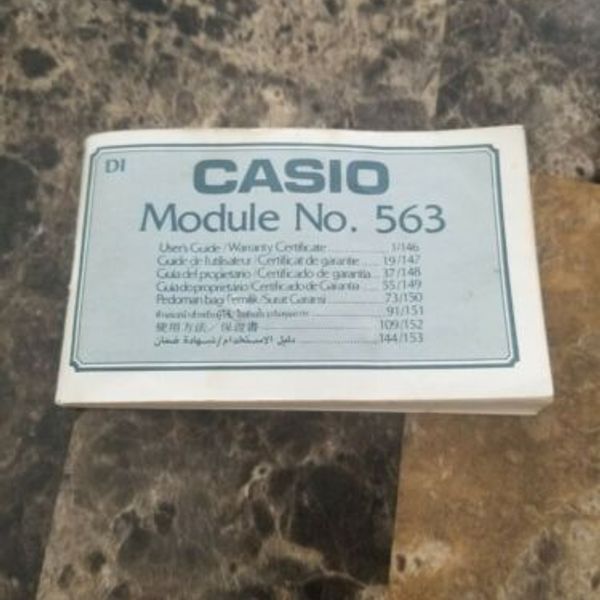 DI
CASIO
Module No. 563
User's Guide / Warranty Certificate 1/146
Guide de l'utilisateur / Certificat de garantie 19/147
Guía del propietario / Certificado de garantía 37/148
Guia do proprietário Certificado de Garantia 55/149
Pedoman bagi Pemilik/Surat Garansi 73/150
91/151
使用方法／保證書 109/152
دليل الاستخدام/شهادة ضمان 144/153